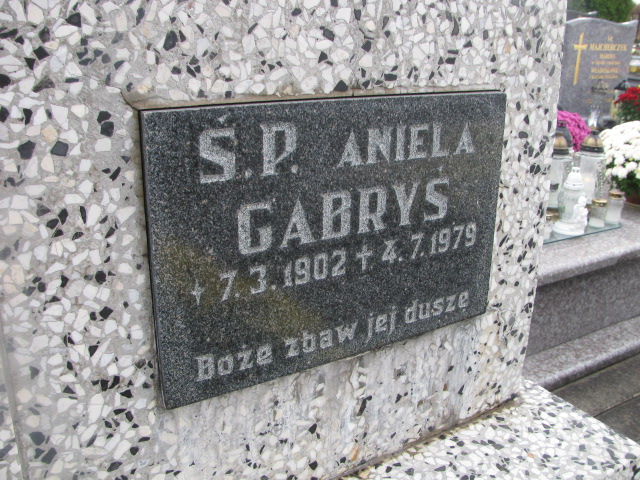 Ś.P. ANIELA
GABRYŚ
* 7.3.1902 + 4.7.1979
Boże zbaw jej dusze